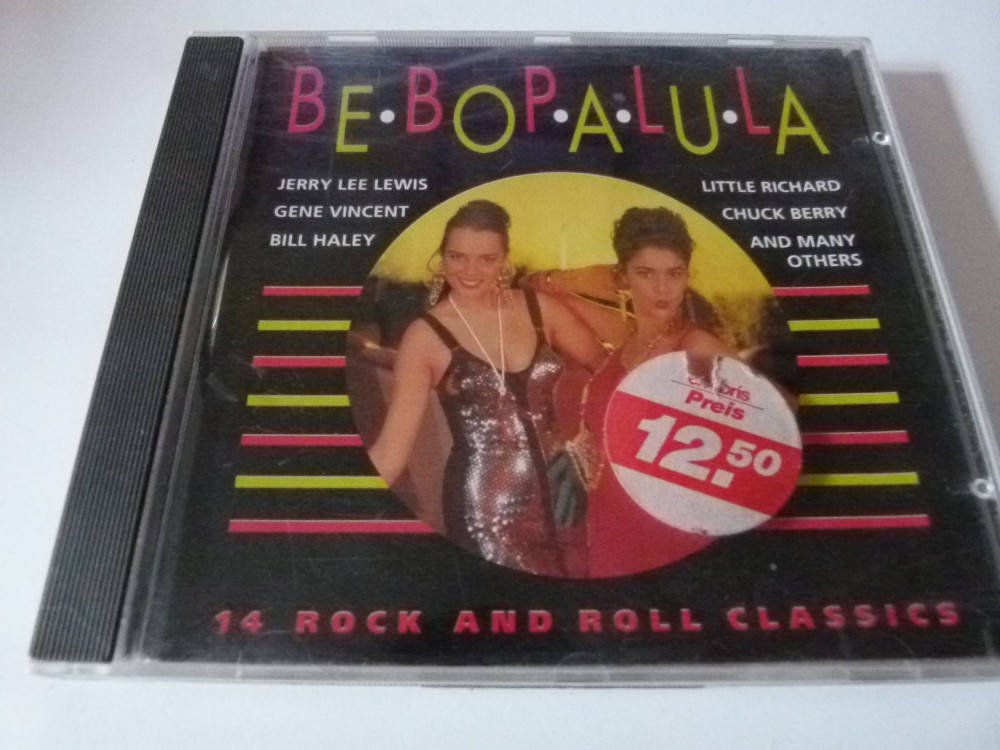 BE•BOP•A•LU•LA
JERRY LEE LEWIS
GENE VINCENT
BILL HALEY
LITTLE RICHARD
CHUCK BERRY
AND MANY
OTHERS
Preis
12.50
14 ROCK AND ROLL CLASSICS